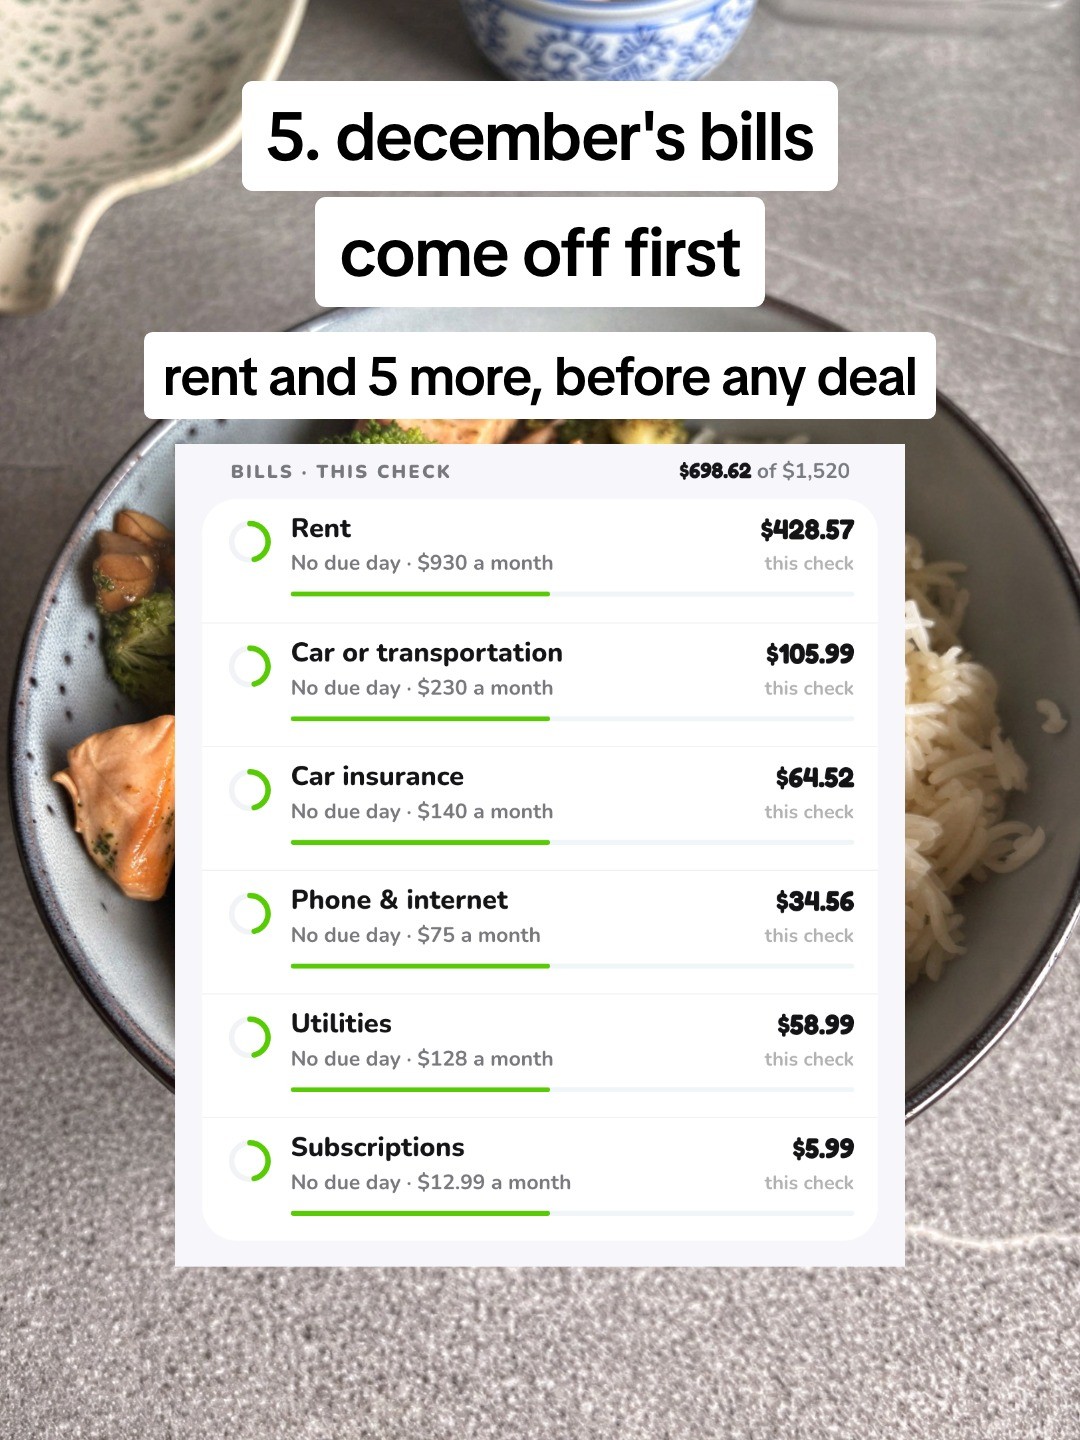 5. december's bills
come off first
rent and 5 more, before any deal
BILLS · THIS CHECK $698.62 of $1,520
Rent $428.57
No due day · $930 a month this check
Car or transportation $105.99
No due day · $230 a month this check
Car insurance $64.52
No due day · $140 a month this check
Phone & internet $34.56
No due day · $75 a month this check
Utilities $58.99
No due day · $128 a month this check
Subscriptions $5.99
No due day · $12.99 a month this check